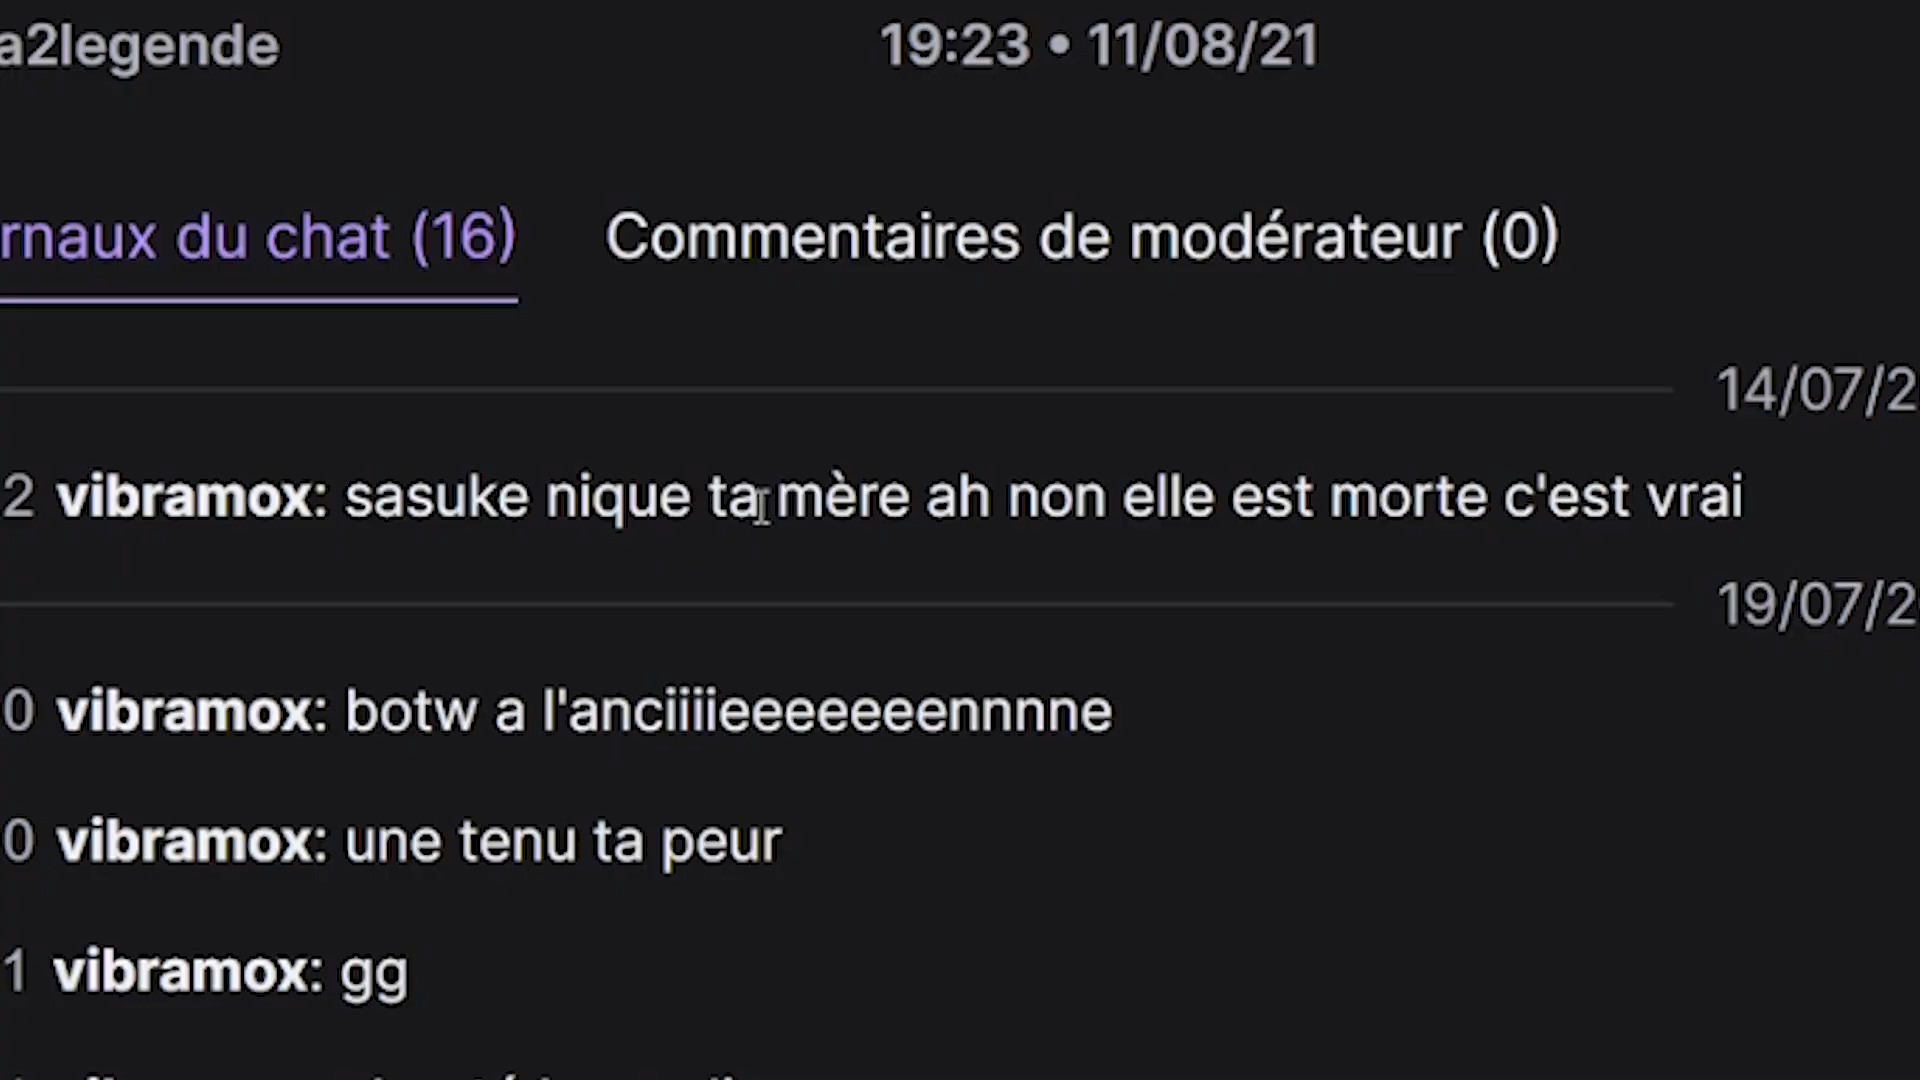 a2legende
19:23 • 11/08/21
rnaux du chat (16)
Commentaires de modérateur (0)
14/07/2
2 vibramox: sasuke nique ta mère ah non elle est morte c'est vrai
19/07/2
0 vibramox: botw a l'anciiiieeeeeeeennnne
0 vibramox: une tenu ta peur
1 vibramox: gg